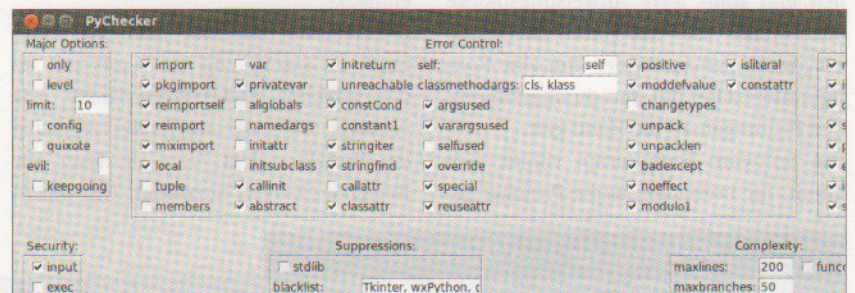 PyChecker
Major Options: Error Control:
only import var initreturn self: self positive isliteral
level pkgimport privatevar unreachable classmethodargs: cls, klass moddefvalue constattr
limit: 10 reimportself allglobals constCond argsused changetypes
config reimport namedargs constant1 varargsused unpack
quixote miximport initattr stringiter selfused unpacklen
evil: local initsubclass stringfind override badexcept
keepgoing tuple callinit callattr special noeffect
members abstract classattr reuseattr modulo1
Security: Suppressions: Complexity:
input stdlib maxlines: 200
exec blacklist: Tkinter, wxPython, maxbranches: 50